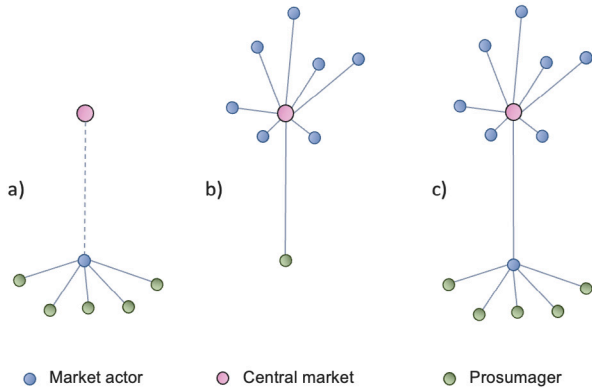 a)
b)
c)
Market actor
Central market
Prosumager